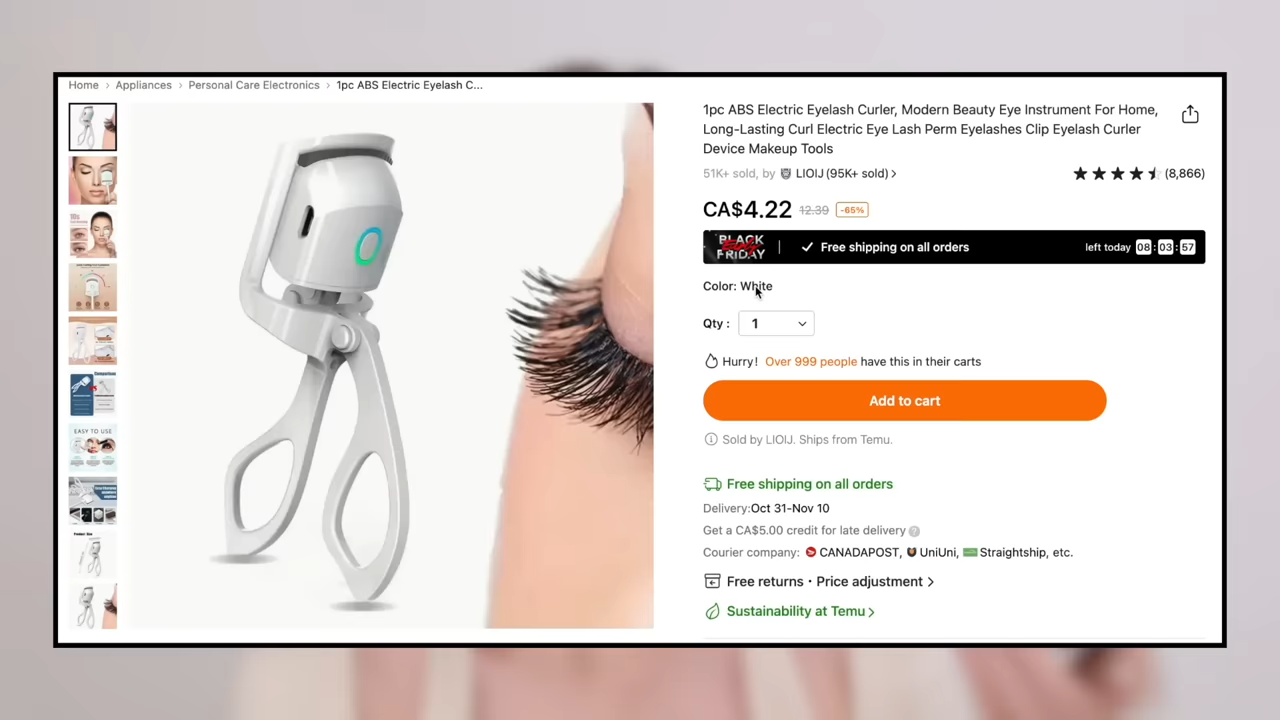 Home > Appliances > Personal Care Electronics > 1pc ABS Electric Eyelash C...
1pc ABS Electric Eyelash Curler, Modern Beauty Eye Instrument For Home,
Long-Lasting Curl Electric Eye Lash Perm Eyelashes Clip Eyelash Curler
Device Makeup Tools
51K+ sold, by LIOIJ (95K+ sold) > (8,866)
CA$4.22 12.39 -65%
BLACK FRIDAY Free shipping on all orders left today 08:03:57
Color: White
Qty : 1
Hurry! Over 999 people have this in their carts
Add to cart
Sold by LIOIJ. Ships from Temu.
Free shipping on all orders
Delivery: Oct 31-Nov 10
Get a CA$5.00 credit for late delivery ?
Courier company: CANADAPOST, UniUni, Straightship, etc.
Free returns · Price adjustment >
Sustainability at Temu >
EASY TO USE